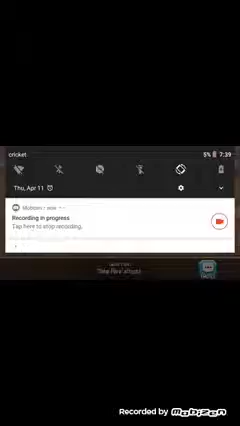 cricket
5% 7:39
Thu, Apr 11
Mobizen • now
Recording in progress
Tap here to stop recording.
Recorded by Mobizen